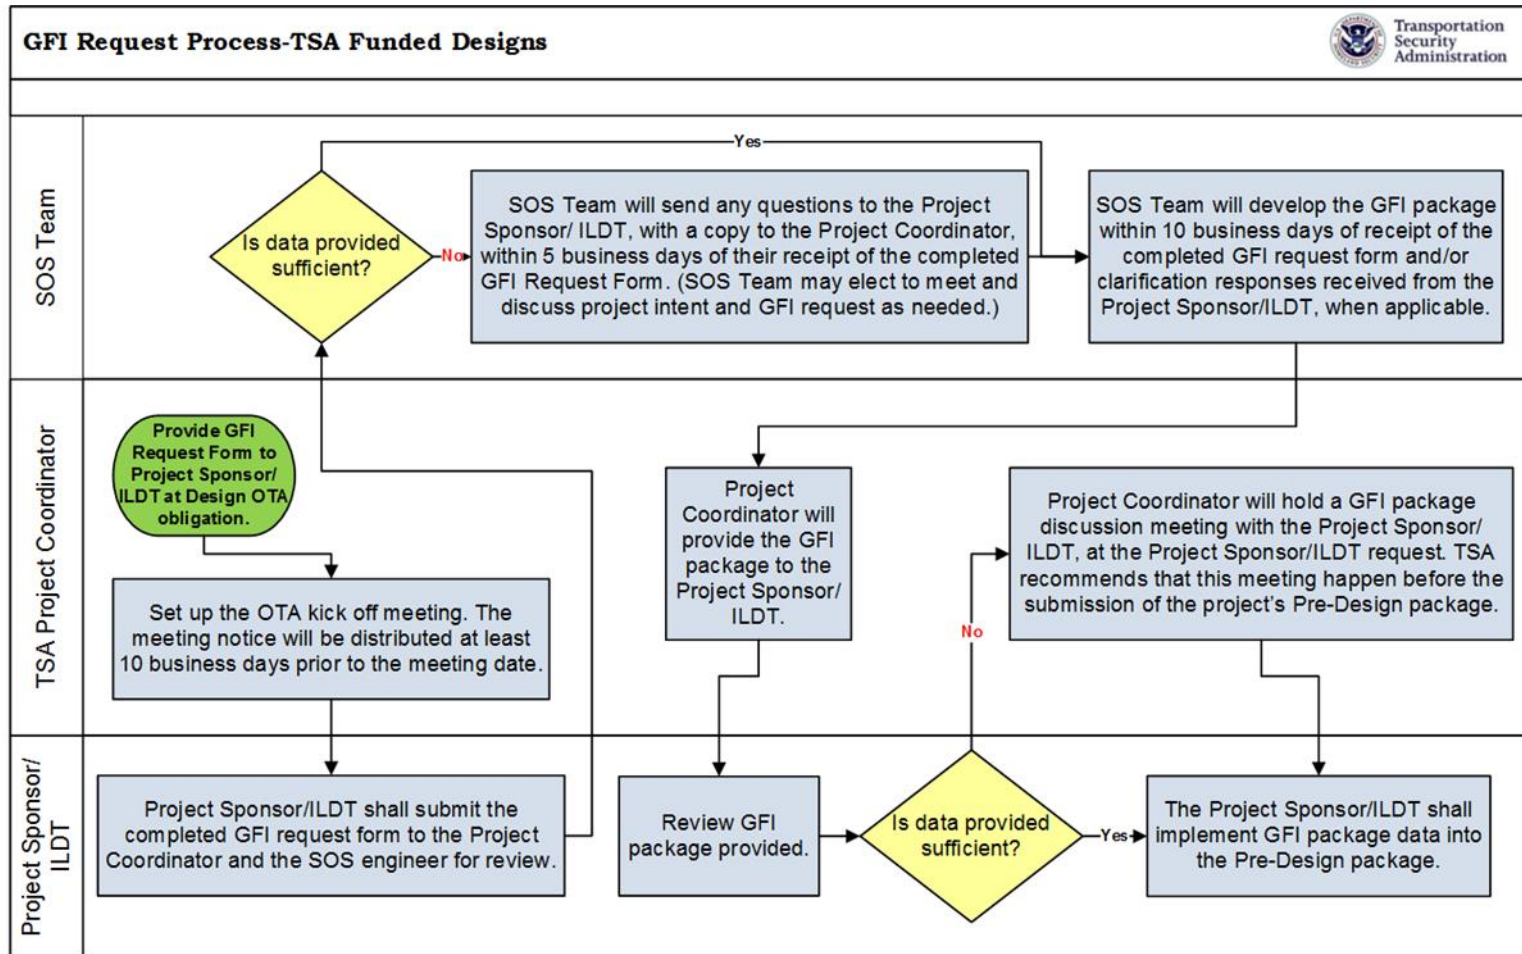 GFI Request Process-TSA Funded Designs
Transportation
Security
Administration
SOS Team
Yes
Is data provided
sufficient?
No
SOS Team will send any questions to the Project
Sponsor/ ILDT, with a copy to the Project Coordinator,
within 5 business days of their receipt of the completed
GFI Request Form. (SOS Team may elect to meet and
discuss project intent and GFI request as needed.)
SOS Team will develop the GFI package
within 10 business days of receipt of the
completed GFI request form and/or
clarification responses received from the
Project Sponsor/ILDT, when applicable.
TSA Project Coordinator
Provide GFI
Request Form to
Project Sponsor/
ILDT at Design OTA
obligation.
Set up the OTA kick off meeting. The
meeting notice will be distributed at least
10 business days prior to the meeting date.
Project
Coordinator will
provide the GFI
package to the
Project Sponsor/
ILDT.
Project Coordinator will hold a GFI package
discussion meeting with the Project Sponsor/
ILDT, at the Project Sponsor/ILDT request. TSA
recommends that this meeting happen before the
submission of the project's Pre-Design package.
No
Project Sponsor/
ILDT
Project Sponsor/ILDT shall submit the
completed GFI request form to the Project
Coordinator and the SOS engineer for review.
Review GFI
package provided.
Is data provided
sufficient?
Yes
The Project Sponsor/ILDT shall
implement GFI package data into
the Pre-Design package.